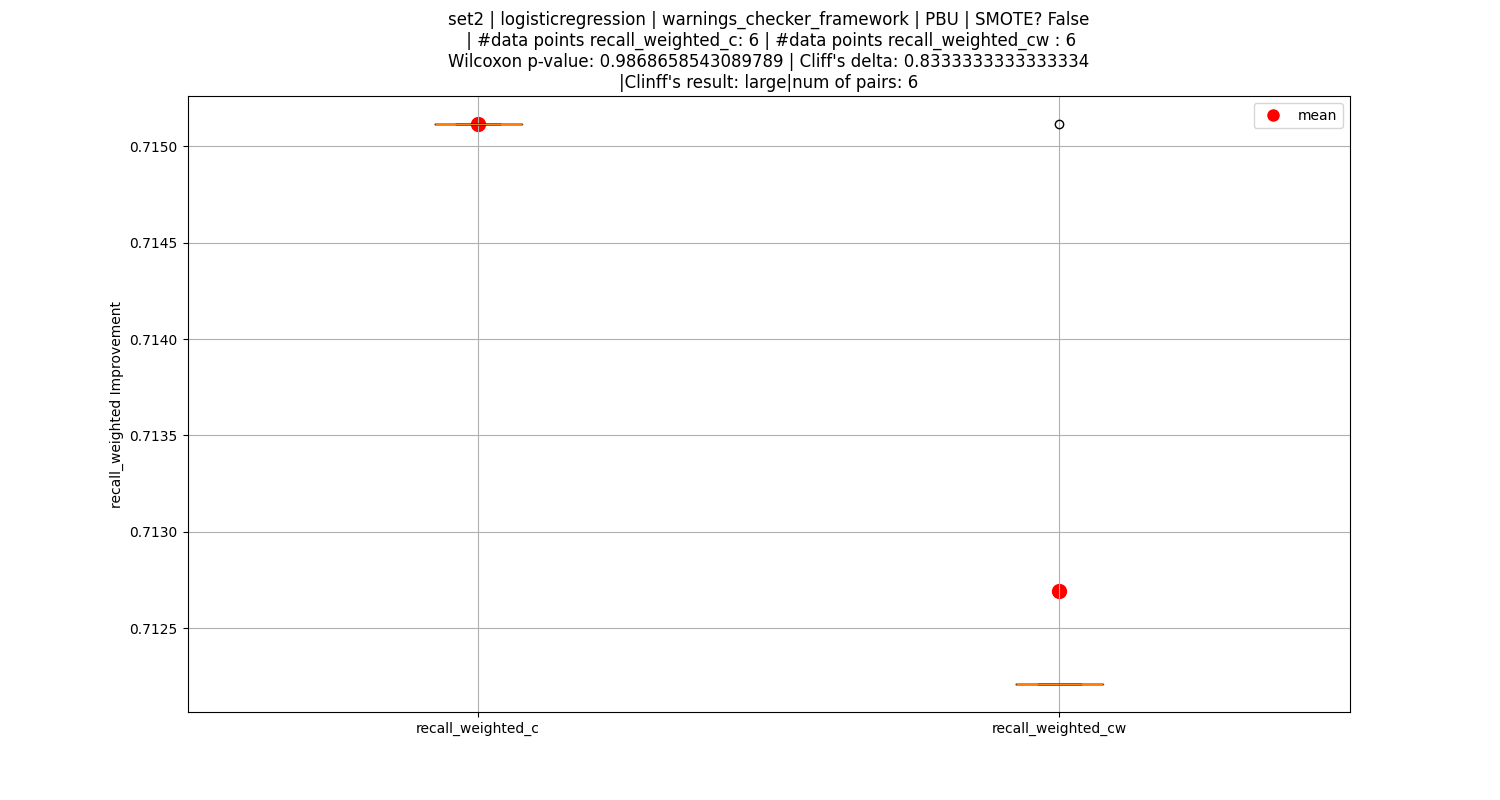 set2 | logisticregression | warnings_checker_framework | PBU | SMOTE? False
| #data points recall_weighted_c: 6 | #data points recall_weighted_cw : 6
Wilcoxon p-value: 0.9868658543089789 | Cliff's delta: 0.8333333333333334
|Clinff's result: large|num of pairs: 6
mean
0.7150
0.7145
0.7140
0.7135
0.7130
0.7125
recall_weighted Improvement
recall_weighted_c
recall_weighted_cw